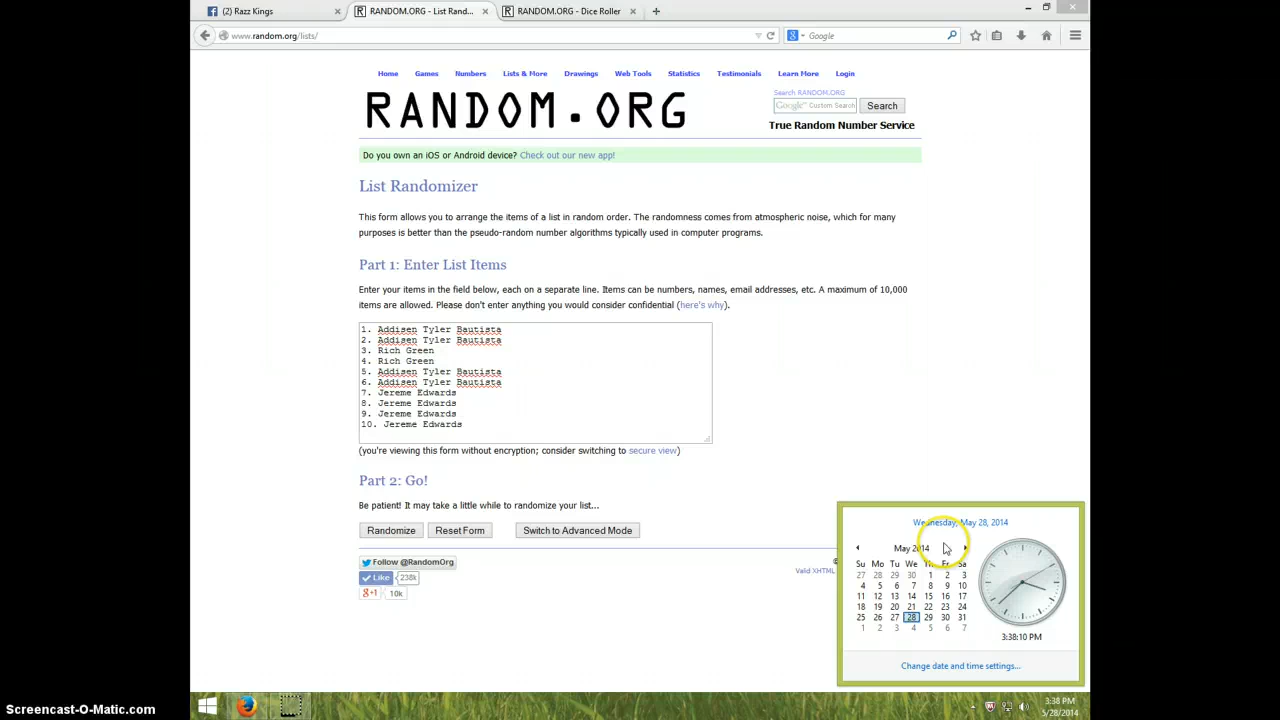 (2) Razz Kings
RANDOM.ORG - List Rand...
RANDOM.ORG - Dice Roller
www.random.org/lists/
Google
Home Games Numbers Lists & More Drawings Web Tools Statistics Testimonials Learn More Login
RANDOM.ORG
Search RANDOM.ORG
Google™ Custom Search
Search
True Random Number Service
Do you own an iOS or Android device? Check out our new app!
List Randomizer
This form allows you to arrange the items of a list in random order. The randomness comes from atmospheric noise, which for many
purposes is better than the pseudo-random number algorithms typically used in computer programs.
Part 1: Enter List Items
Enter your items in the field below, each on a separate line. Items can be numbers, names, email addresses, etc. A maximum of 10,000
items are allowed. Please don't enter anything you would consider confidential (here's why).
1. Addisen Tyler Bautista
2. Addisen Tyler Bautista
3. Rich Green
4. Rich Green
5. Addisen Tyler Bautista
6. Addisen Tyler Bautista
7. Jereme Edwards
8. Jereme Edwards
9. Jereme Edwards
10. Jereme Edwards
(you're viewing this form without encryption; consider switching to secure view)
Part 2: Go!
Be patient! It may take a little while to randomize your list...
Randomize
Reset Form
Switch to Advanced Mode
Follow @RandomOrg
Like 238k
g+1 10k
©
Valid XHTML
Wednesday, May 28, 2014
May 2014
Su Mo Tu We Th Fr Sa
27 28 29 30 1 2 3
4 5 6 7 8 9 10
11 12 13 14 15 16 17
18 19 20 21 22 23 24
25 26 27 28 29 30 31
1 2 3 4 5 6 7
3:38:10 PM
Change date and time settings...
3:38 PM
5/28/2014
Screencast-O-Matic.com